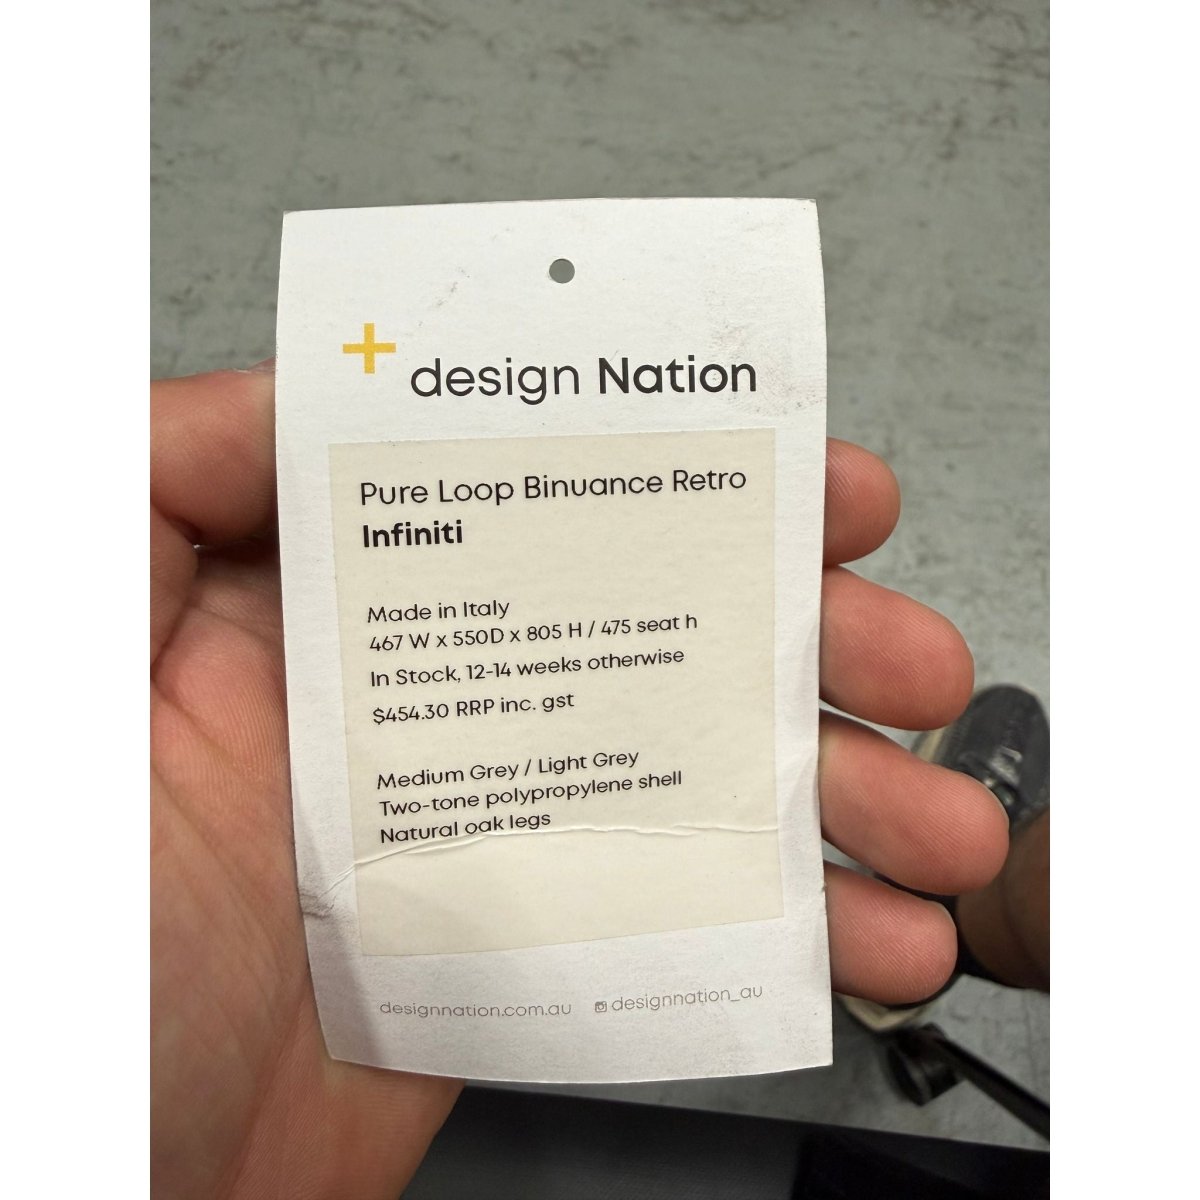 design Nation
Pure Loop Binuance Retro
Infiniti
Made in Italy
467 W x 550D x 805 H / 475 seat h
In Stock, 12-14 weeks otherwise
$454.30 RRP inc. gst
Medium Grey / Light Grey
Two-tone polypropylene shell
Natural oak legs
designnation.com.au designnation_au